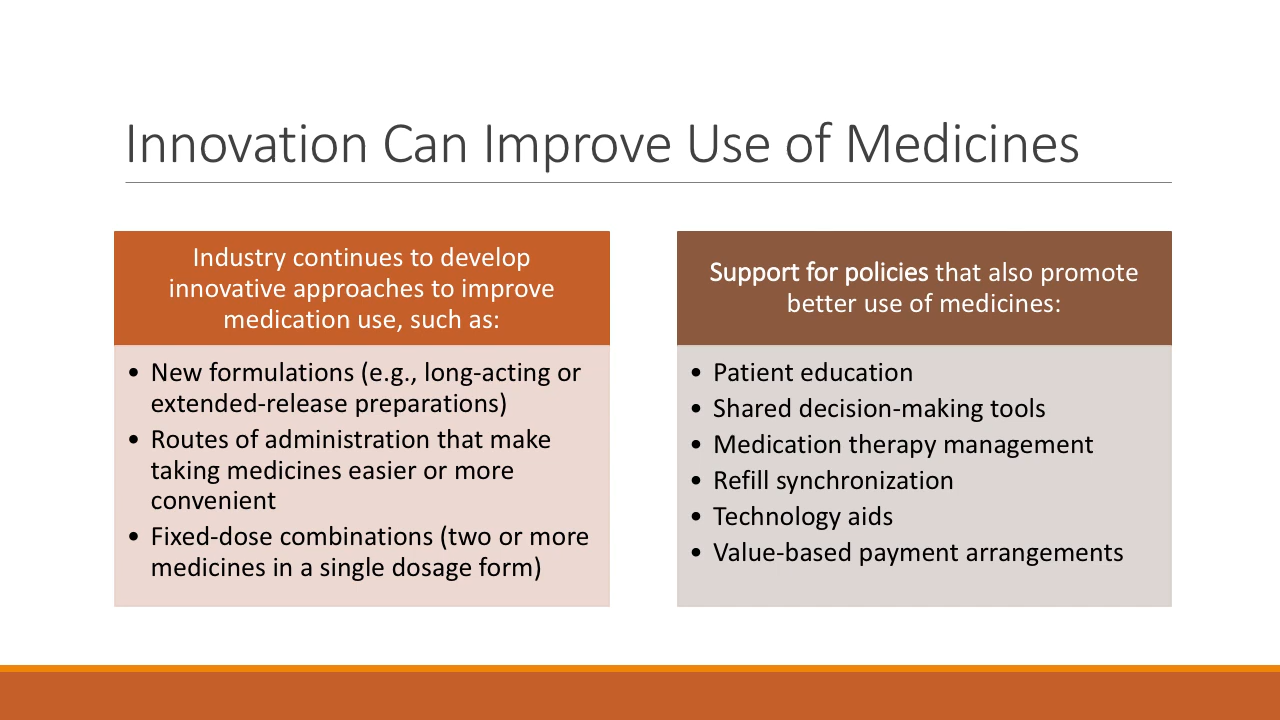 Innovation Can Improve Use of Medicines
Industry continues to develop
innovative approaches to improve
medication use, such as:
• New formulations (e.g., long-acting or
extended-release preparations)
• Routes of administration that make
taking medicines easier or more
convenient
• Fixed-dose combinations (two or more
medicines in a single dosage form)
Support for policies that also promote
better use of medicines:
• Patient education
• Shared decision-making tools
• Medication therapy management
• Refill synchronization
• Technology aids
• Value-based payment arrangements